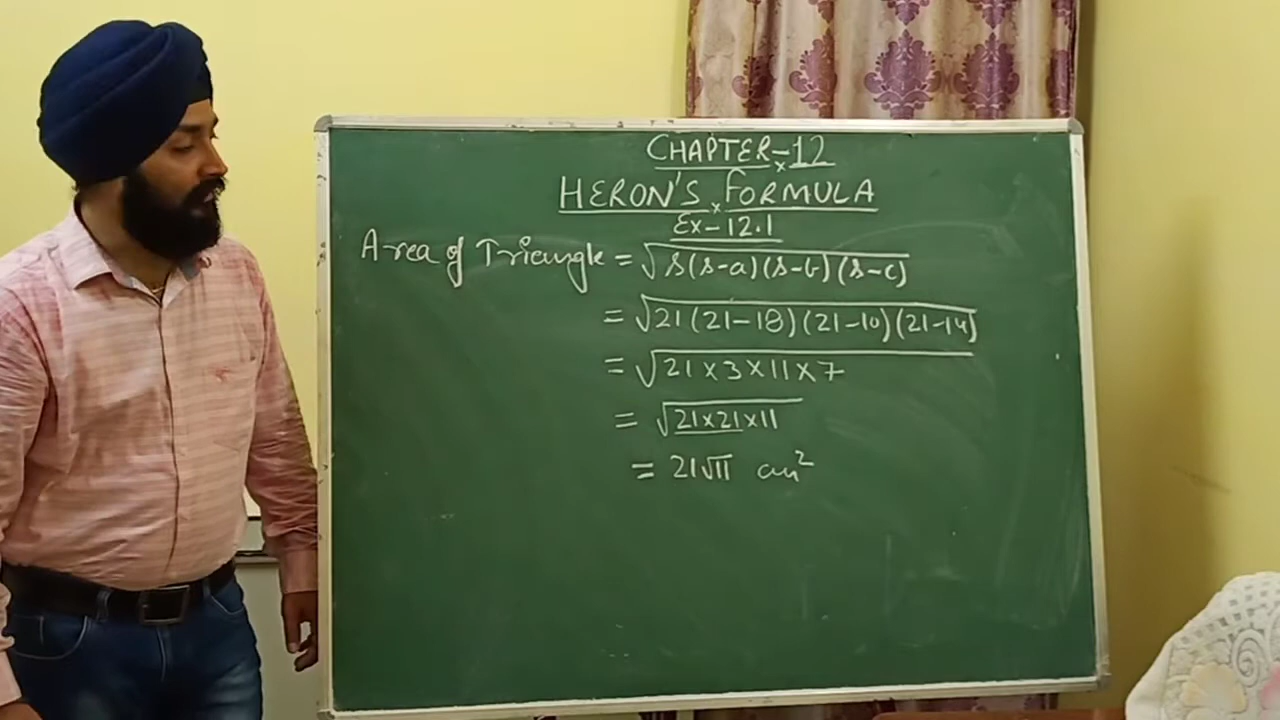 CHAPTER-12
HERON'S FORMULA
Ex-12.1
Area of Triangle = √s(s-a)(s-b)(s-c)
= √21(21-18)(21-10)(21-14)
= √21×3×11×7
= √21×21×11
= 21√11 cm²